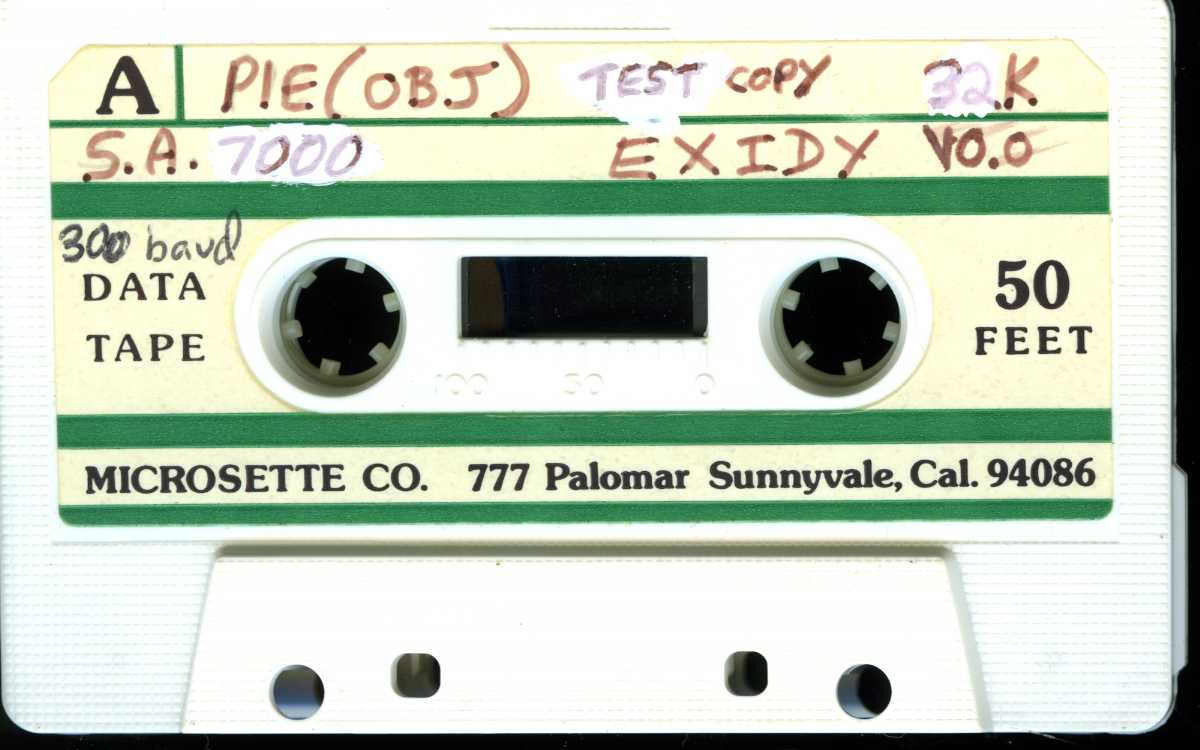 A P.I.E. (OBJ) TEST COPY 32K
S.A. 7000 EXIDY V0.0
300 baud
DATA
TAPE
50
FEET
100 50 0
MICROSETTE CO. 777 Palomar Sunnyvale, Cal. 94086